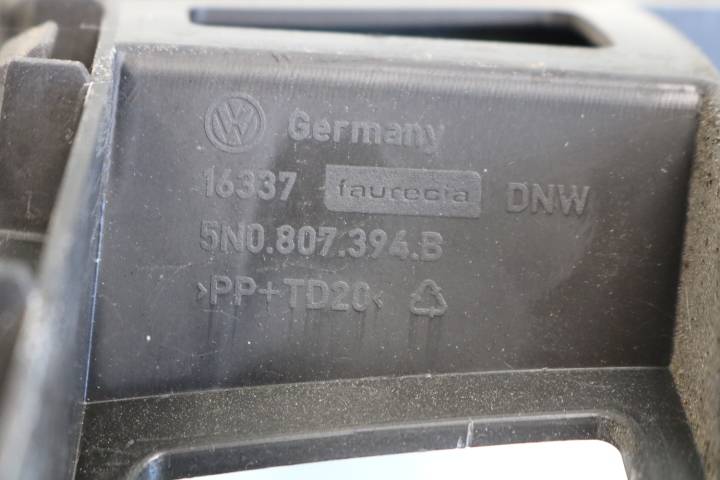 Germany
16337 faurecia DNW
5N0.807.394.B
>PP+TD20<